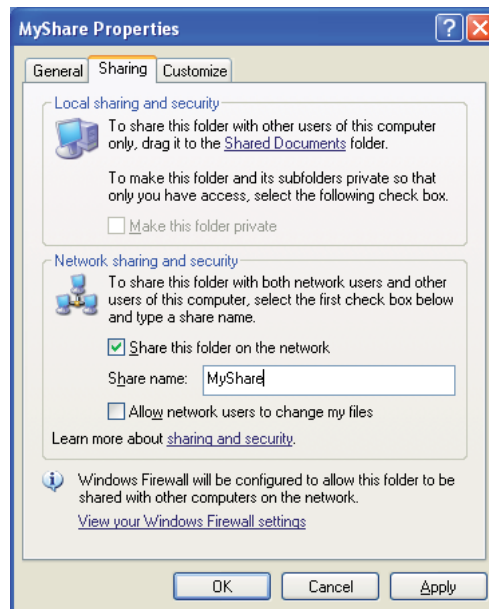 MyShare Properties
General Sharing Customize
Local sharing and security
To share this folder with other users of this computer
only, drag it to the Shared Documents folder.
To make this folder and its subfolders private so that
only you have access, select the following check box.
Make this folder private
Network sharing and security
To share this folder with both network users and other
users of this computer, select the first check box below
and type a share name.
Share this folder on the network
Share name: MyShare
Allow network users to change my files
Learn more about sharing and security.
Windows Firewall will be configured to allow this folder to be
shared with other computers on the network.
View your Windows Firewall settings
OK Cancel Apply